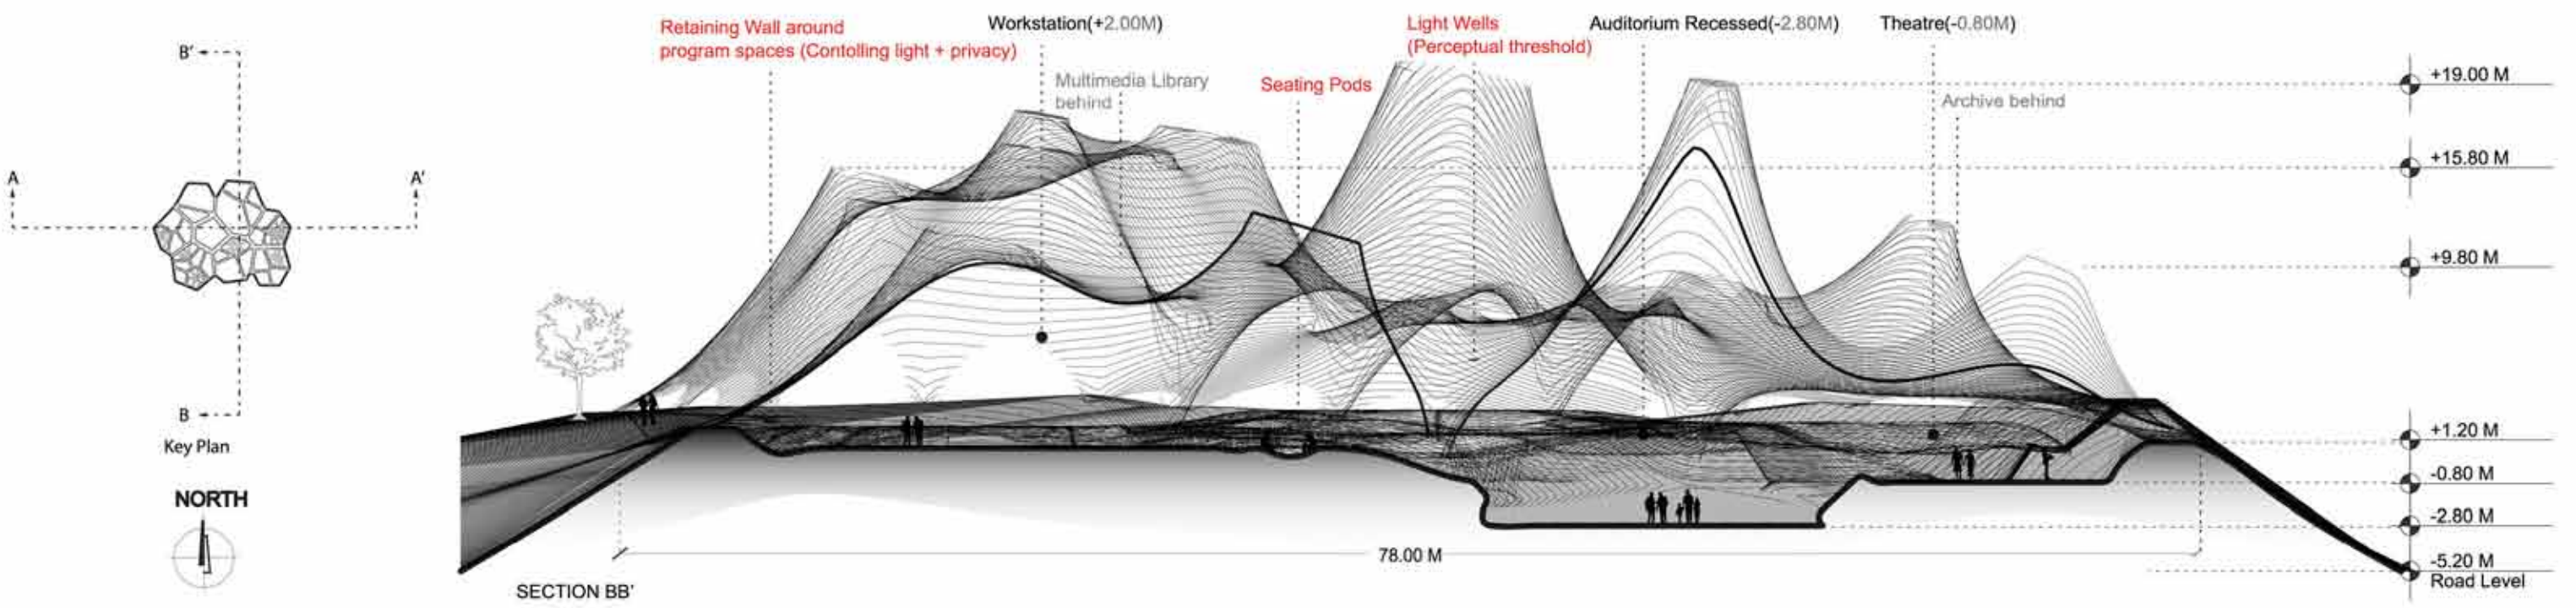 Retaining Wall around
program spaces (Contolling light + privacy)
Workstation(+2.00M)
Multimedia Library
behind
Seating Pods
Light Wells
(Perceptual threshold)
Auditorium Recessed(-2.80M)
Theatre(-0.80M)
Archive behind
B'
A
A'
B
Key Plan
NORTH
+19.00 M
+15.80 M
+9.80 M
+1.20 M
-0.80 M
-2.80 M
-5.20 M
Road Level
78.00 M
SECTION BB'